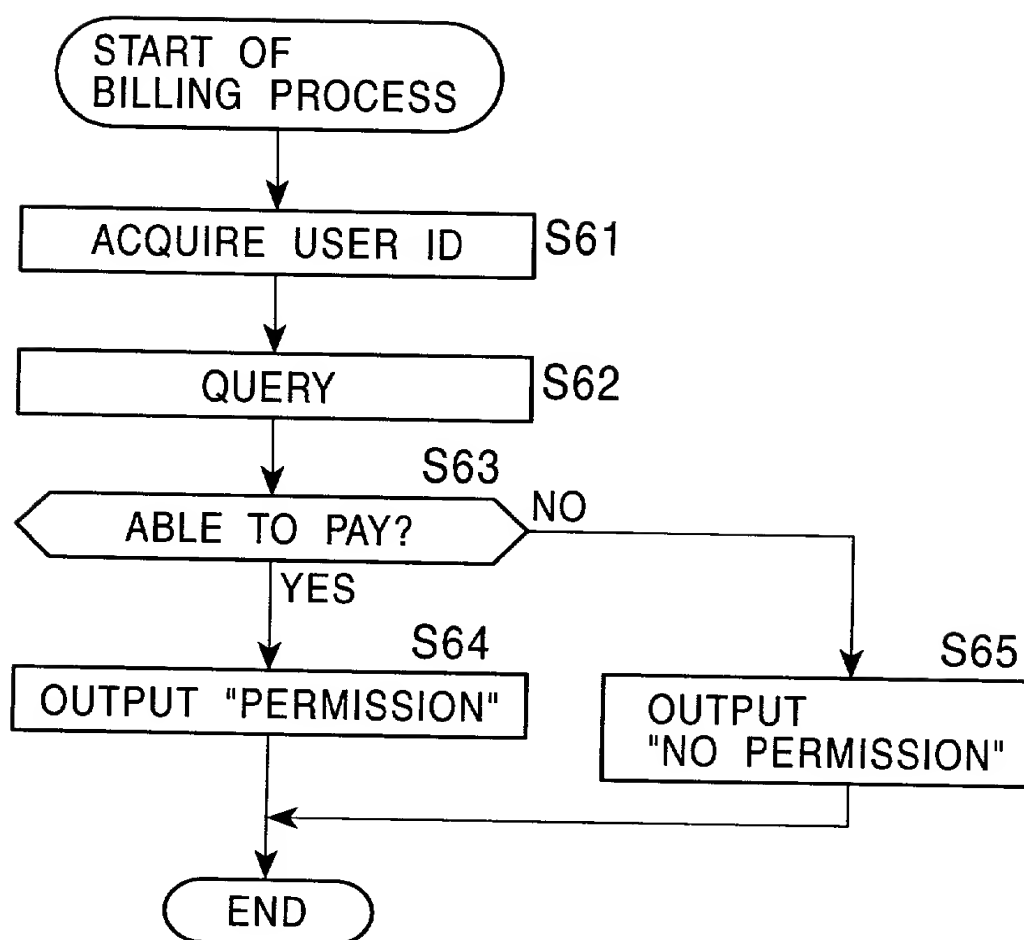 START OF
BILLING PROCESS
ACQUIRE USER ID
S61
QUERY
S62
S63
ABLE TO PAY?
NO
YES
S64
OUTPUT "PERMISSION"
S65
OUTPUT
"NO PERMISSION"
END